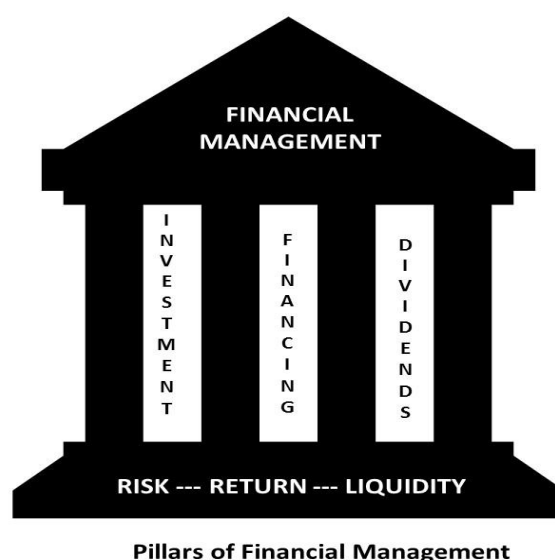 FINANCIAL
MANAGEMENT
INVESTMENT
FINANCING
DIVIDENDS
RISK --- RETURN --- LIQUIDITY
Pillars of Financial Management